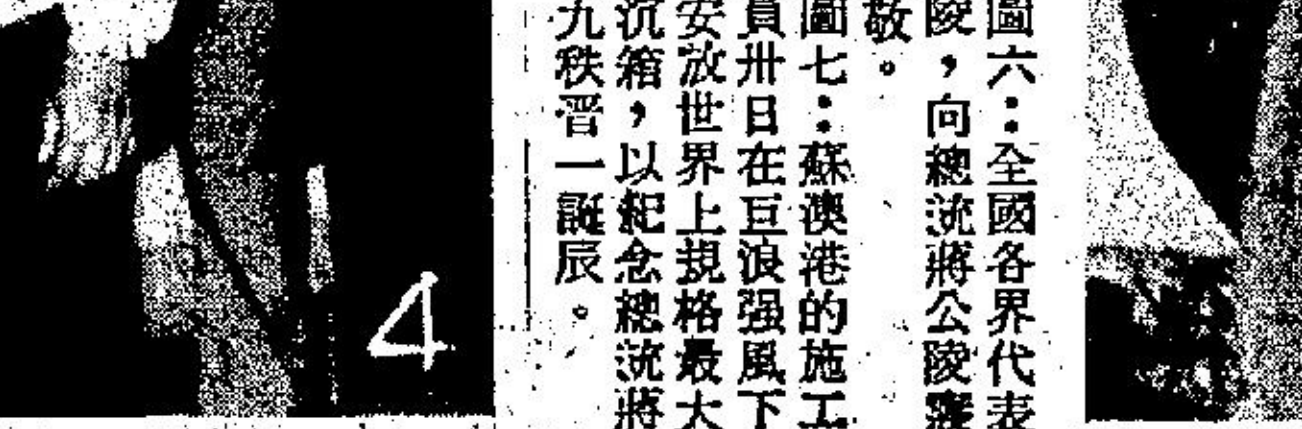 圖六：全國各界代表
陵，向總統蔣公陵寢
敬。
圖七：蘇澳港的施工
員卅日在巨浪强風下
安放世界上規格最大
沉箱，以紀念總統蔣
九秩晋一誕辰。
4